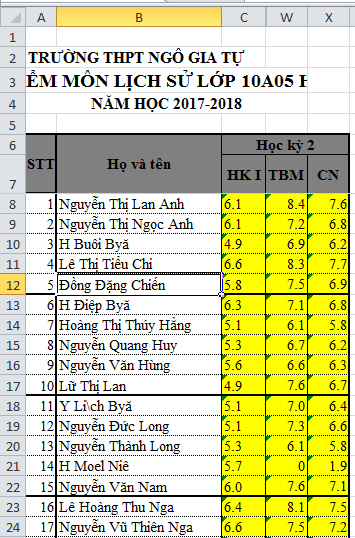 A B C W X
1
2 TRƯỜNG THPT NGÔ GIA TỰ
3 ỂM MÔN LỊCH SỬ LỚP 10A05 H
4 NĂM HỌC 2017-2018
5
6 STT Họ và tên Học kỳ 2
7 HK I TBM CN
8 1 Nguyễn Thị Lan Anh 6.1 8.4 7.6
9 2 Nguyễn Thị Ngọc Anh 6.1 7.2 6.8
10 3 H Buôi Byă 4.9 6.9 6.2
11 4 Lê Thị Tiểu Chi 6.6 8.3 7.7
12 5 Đồng Đặng Chiến 5.8 7.5 6.9
13 6 H Điệp Byă 6.3 7.1 6.8
14 7 Hoàng Thị Thúy Hằng 5.1 6.1 5.8
15 8 Nguyễn Quang Huy 5.3 6.7 6.2
16 9 Nguyễn Văn Hùng 5.6 6.6 6.3
17 10 Lữ Thị Lan 4.9 7.6 6.7
18 11 Y Lịch Byă 5.1 7.0 6.4
19 12 Nguyễn Đức Long 5.1 7.3 6.6
20 13 Nguyễn Thành Long 5.3 6.1 5.8
21 14 H Moel Niê 5.7 0 1.9
22 15 Nguyễn Văn Nam 6.0 7.6 7.1
23 16 Lê Hoàng Thu Nga 6.4 8.1 7.5
24 17 Nguyễn Vũ Thiên Nga 6.6 7.5 7.2